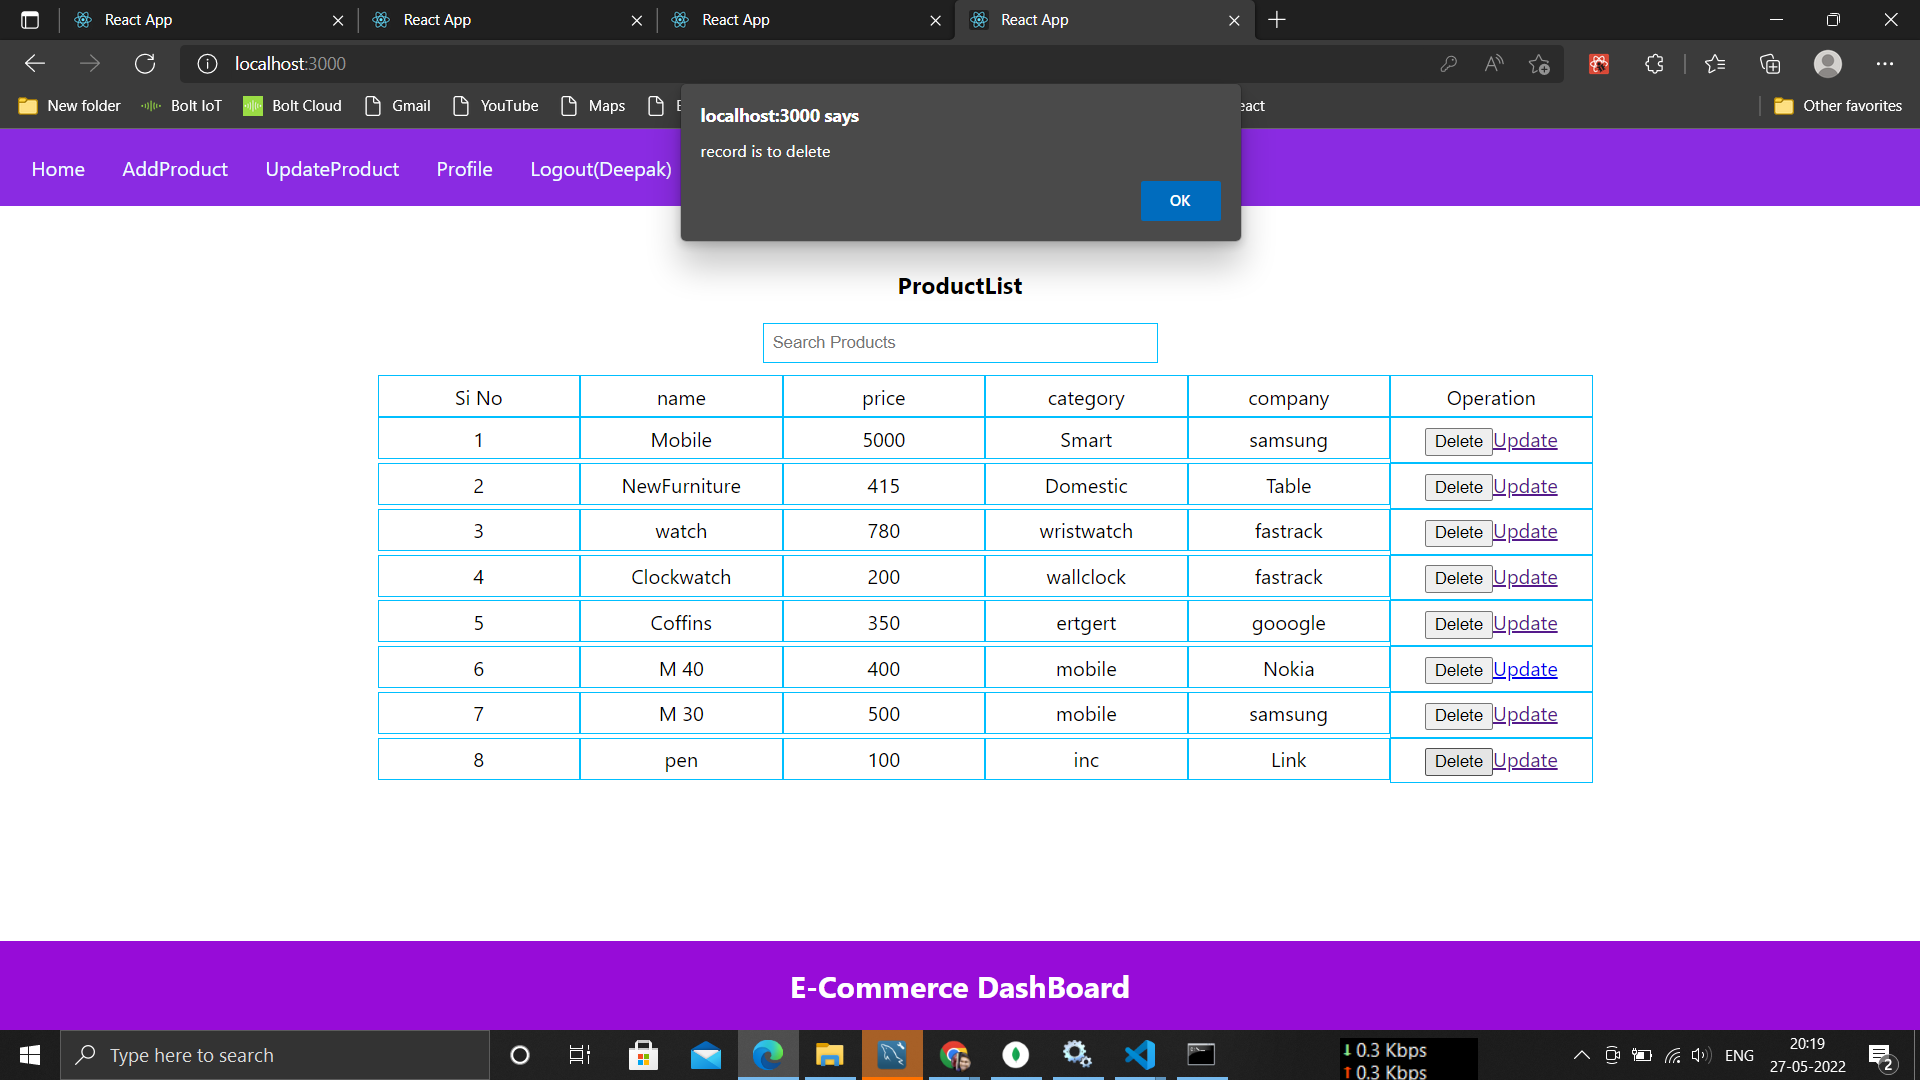 React App
React App
React App
React App
localhost:3000
New folder Bolt IoT Bolt Cloud Gmail YouTube Maps Other favorites
localhost:3000 says
record is to delete
OK
Home AddProduct UpdateProduct Profile Logout(Deepak)
ProductList
Search Products
Si No name price category company Operation
1 Mobile 5000 Smart samsung Delete Update
2 NewFurniture 415 Domestic Table Delete Update
3 watch 780 wristwatch fastrack Delete Update
4 Clockwatch 200 wallclock fastrack Delete Update
5 Coffins 350 ertgert gooogle Delete Update
6 M 40 400 mobile Nokia Delete Update
7 M 30 500 mobile samsung Delete Update
8 pen 100 inc Link Delete Update
E-Commerce DashBoard
Type here to search
0.3 Kbps
0.3 Kbps
ENG
20:19
27-05-2022
2